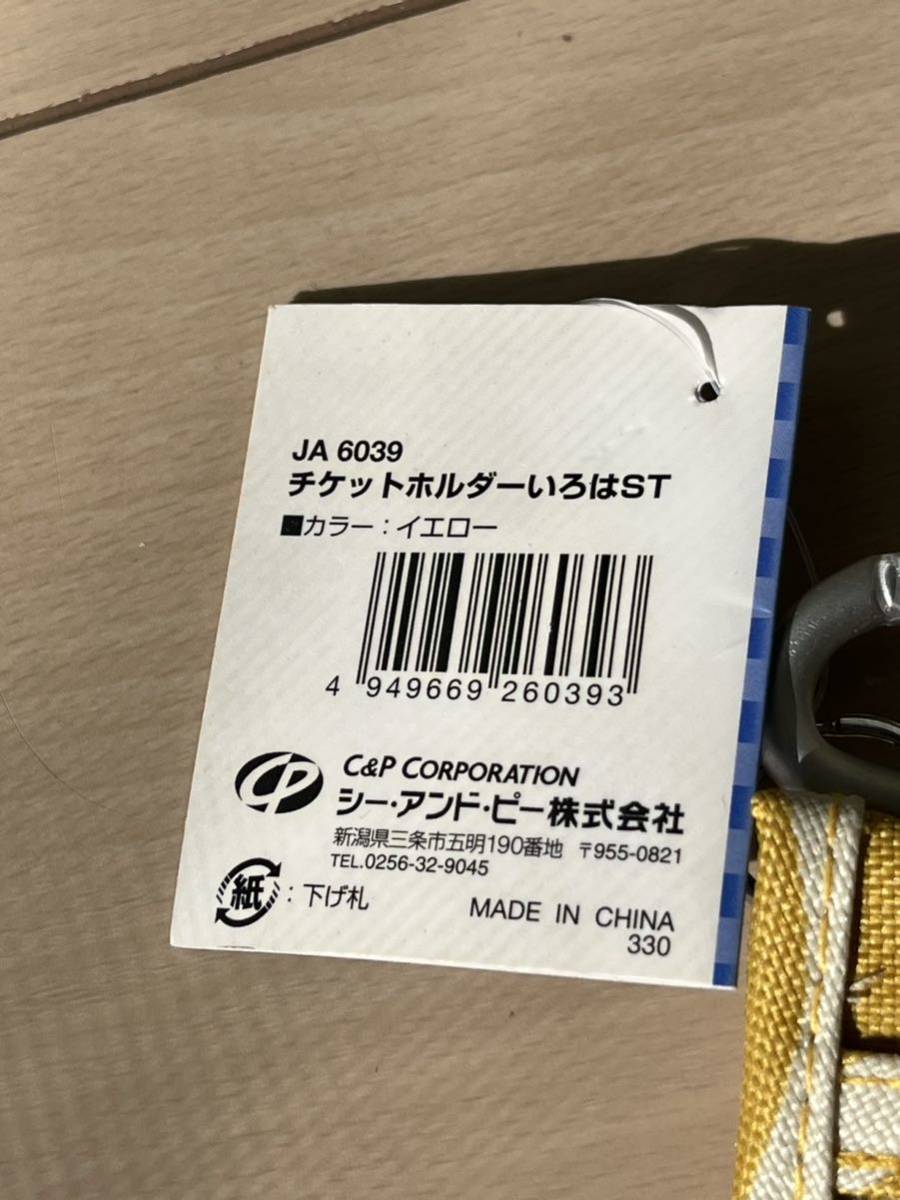 JA 6039
チケットホルダーいろはST
■カラー：イエロー
4 949669 260393
CP C&P CORPORATION
シー・アンド・ピー株式会社
新潟県三条市五明190番地 〒955-0821
TEL.0256-32-9045
紙：下げ札
MADE IN CHINA
330